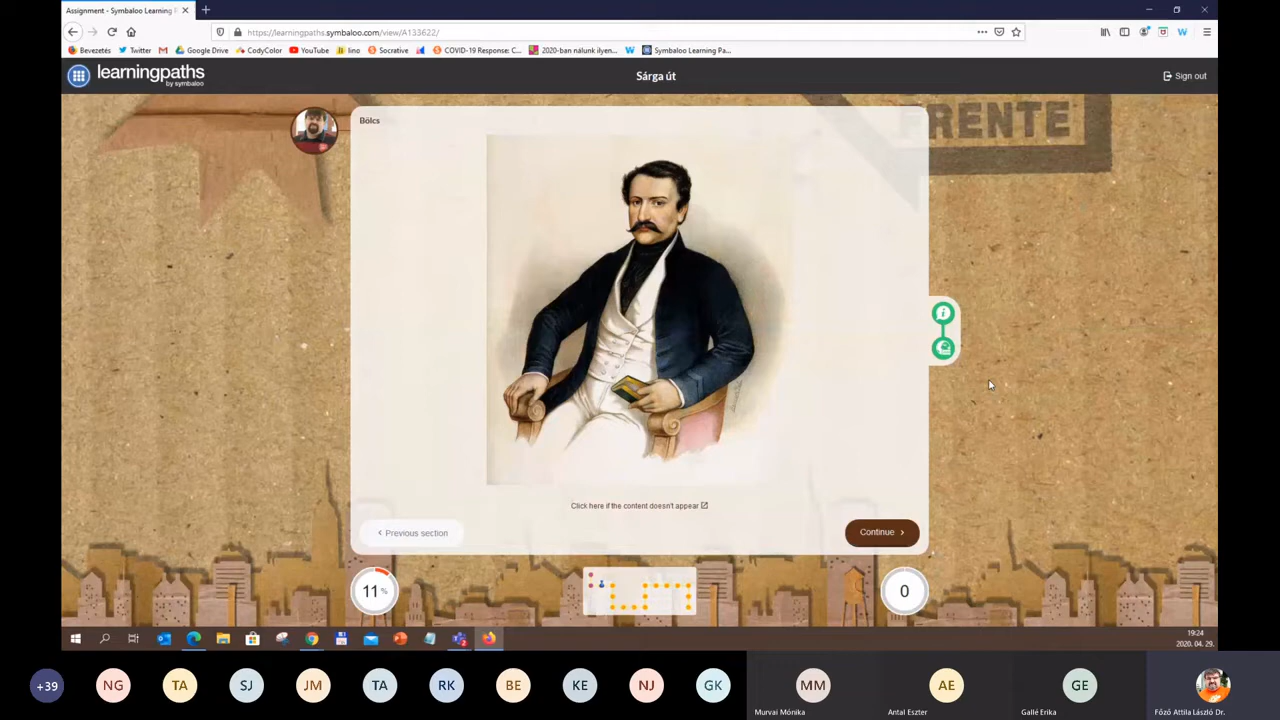 Assignment - Symbaloo Learning P
https://learningpaths.symbaloo.com/view/A133622/
Bevezetés
Twitter
Google Drive
CodyColor
YouTube
lino
Socrative
COVID-19 Response: C...
2020-ban nálunk ilyen...
Symbaloo Learning Pa...
learningpaths
by symbaloo
Sárga út
Sign out
Bölcs
FRENTE
Click here if the content doesn't appear
Previous section
Continue
11 %
0
19:24
2020. 04. 29.
+39
NG
TA
SJ
JM
TA
RK
BE
KE
NJ
GK
MM
AE
GE
Murvai Mónika
Antal Eszter
Gallé Erika
Főző Attila László Dr.